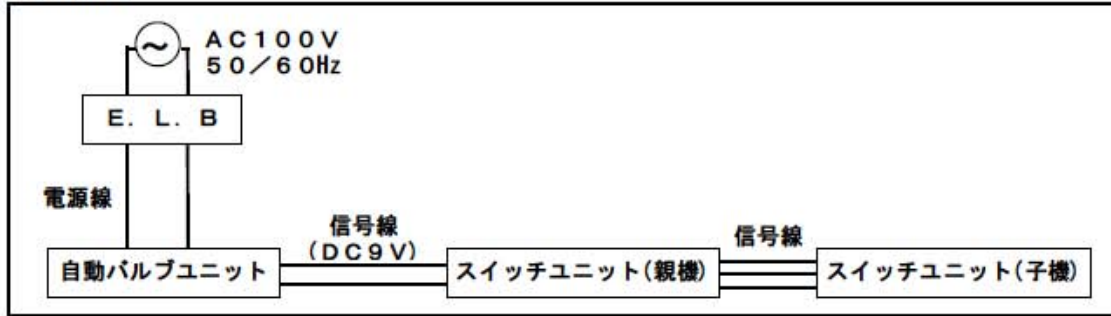 ～
ＡＣ１００Ｖ
５０／６０Hz
Ｅ．Ｌ．Ｂ
電源線
信号線
（ＤＣ９Ｖ）
信号線
自動バルブユニット
スイッチユニット(親機)
スイッチユニット(子機)